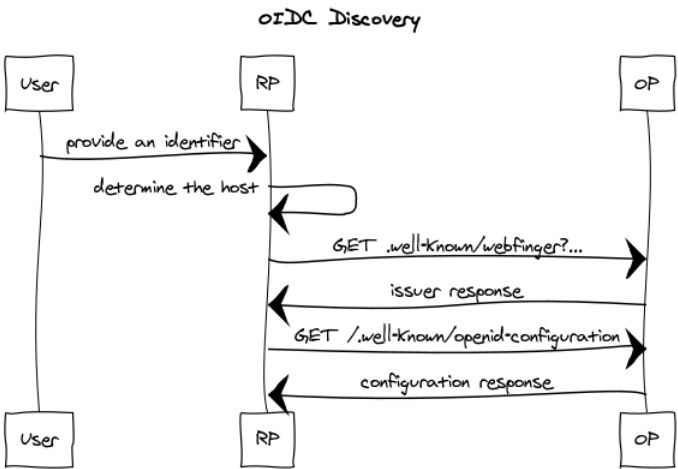 OIDC Discovery
User
RP
OP
provide an identifier
determine the host
GET .well-known/webfinger?...
issuer response
GET /.well-known/openid-configuration
configuration response
User
RP
OP